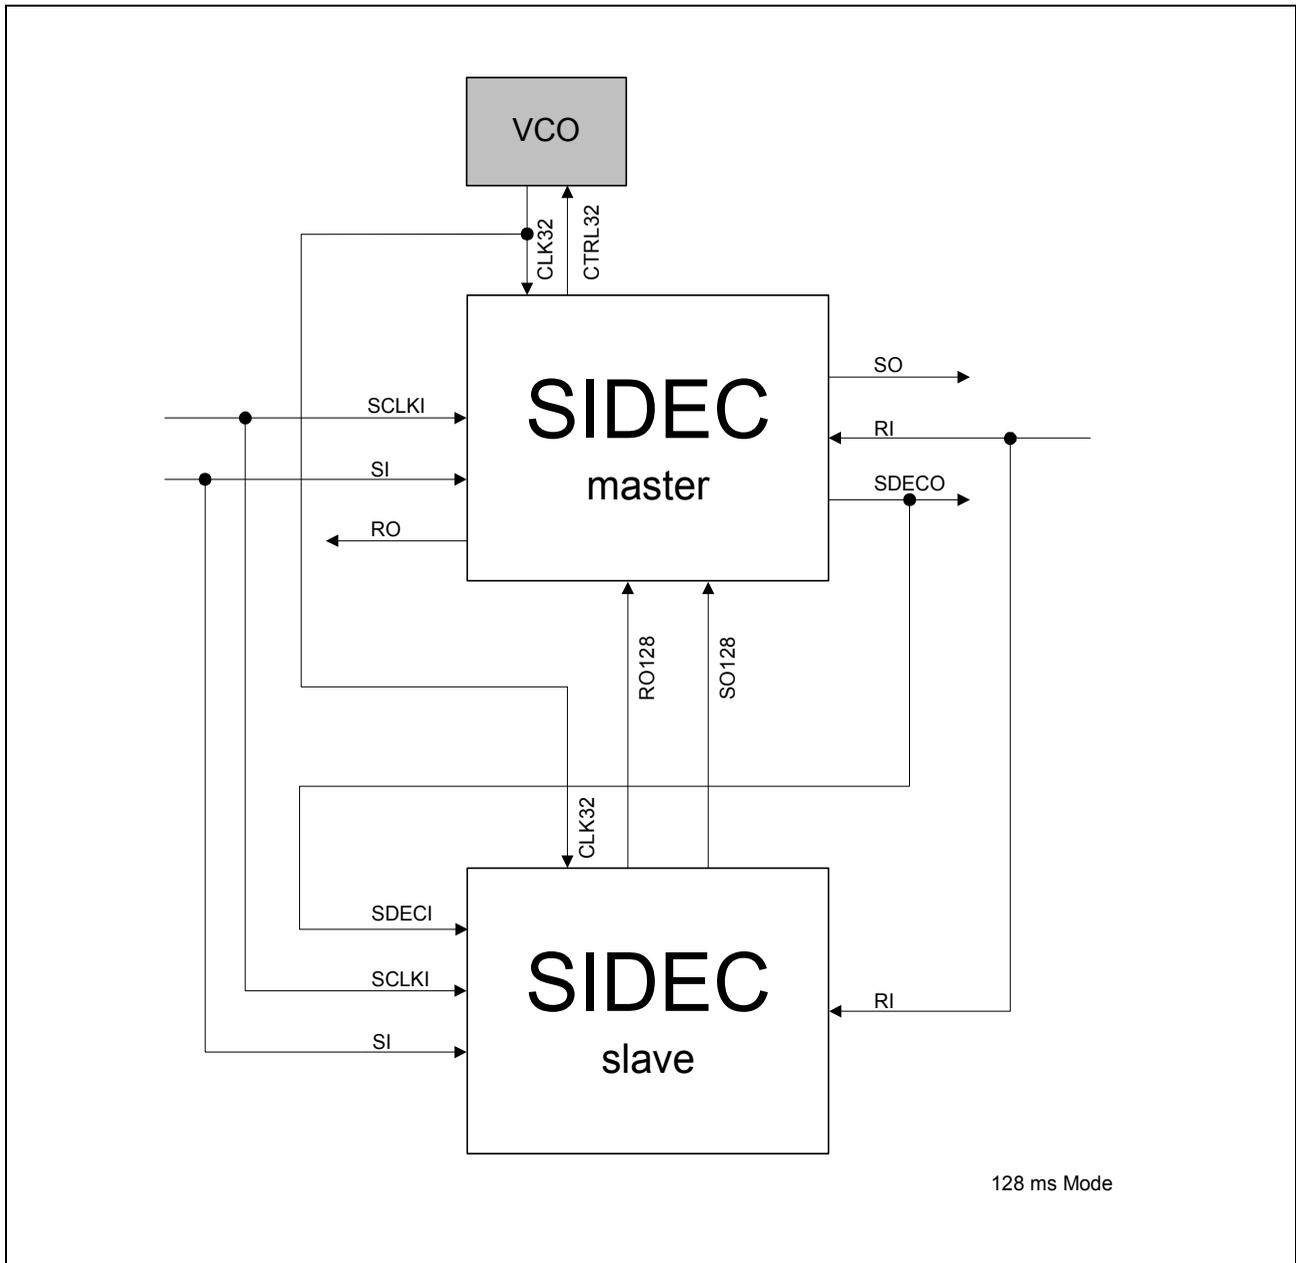 VCO
CLK32
CTRL32
SCLKI
SI
RO
SIDEC
master
SO
RI
SDECO
RO128
SO128
CLK32
SDECI
SCLKI
SI
SIDEC
slave
RI
128 ms Mode